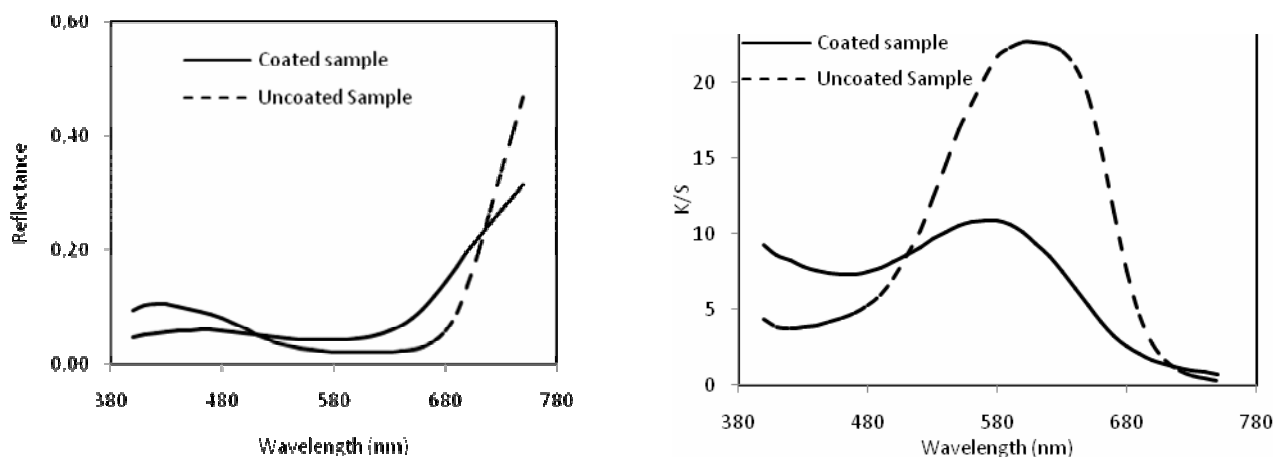 0,60
0,40
0,20
0,00
Reflectance
Coated sample
Uncoated Sample
380 480 580 680 780
Wavelength (nm)
20
15
10
5
0
K/S
Coated sample
Uncoated Sample
380 480 580 680 780
Wavelength (nm)